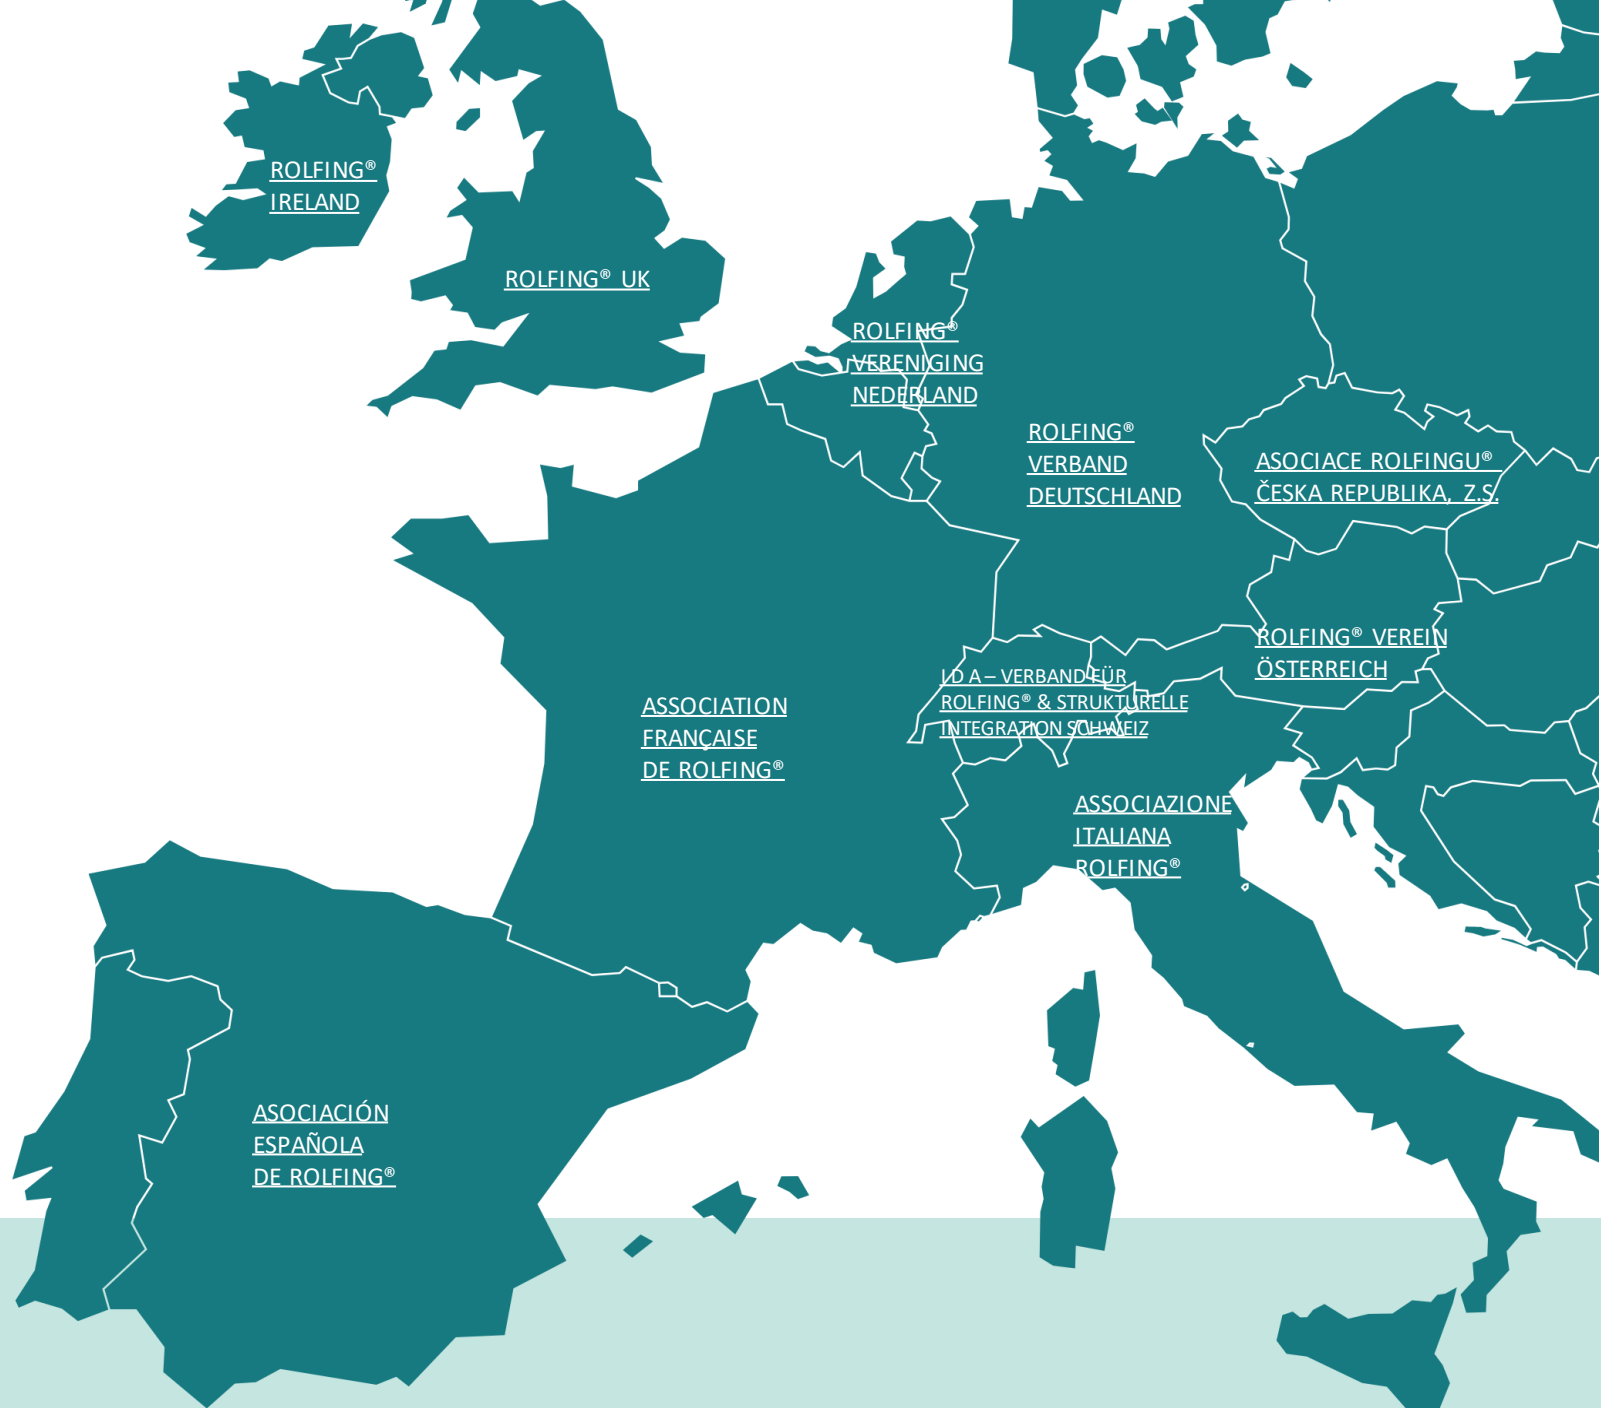 ROLFING®
IRELAND
ROLFING® UK
ROLFING®
VERENIGING
NEDERLAND
ROLFING®
VERBAND
DEUTSCHLAND
ASOCIACE ROLFINGU®
ČESKA REPUBLIKA, Z.S.
ROLFING® VEREIN
ÖSTERREICH
I D A – VERBAND FÜR
ROLFING® & STRUKTURELLE
INTEGRATION SCHWEIZ
ASSOCIATION
FRANÇAISE
DE ROLFING®
ASSOCIAZIONE
ITALIANA
ROLFING®
ASOCIACIÓN
ESPAÑOLA
DE ROLFING®